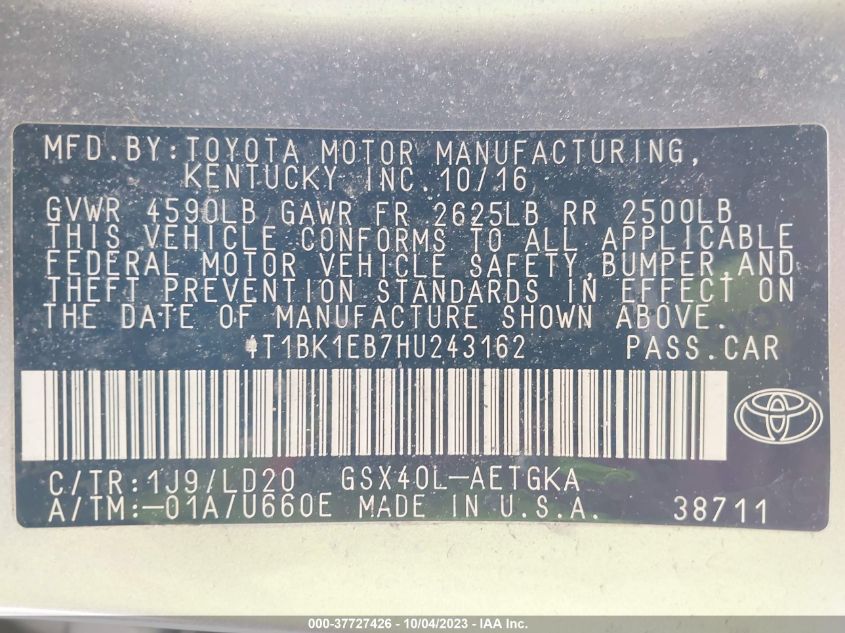 MFD.BY:TOYOTA MOTOR MANUFACTURING,
KENTUCKY INC.10/16
GVWR 4590LB GAWR FR 2625LB RR 2500LB
THIS VEHICLE CONFORMS TO ALL APPLICABLE
FEDERAL MOTOR VEHICLE SAFETY,BUMPER,AND
THEFT PREVENTION STANDARDS IN EFFECT ON
THE DATE OF MANUFACTURE SHOWN ABOVE.
4T1BK1EB7HU243162 PASS.CAR
C/TR:1J9/LD20 GSX40L-AETGKA
A/TM:-01A/U660E MADE IN U.S.A. 38711
000-37727426 - 10/04/2023 - IAA Inc.